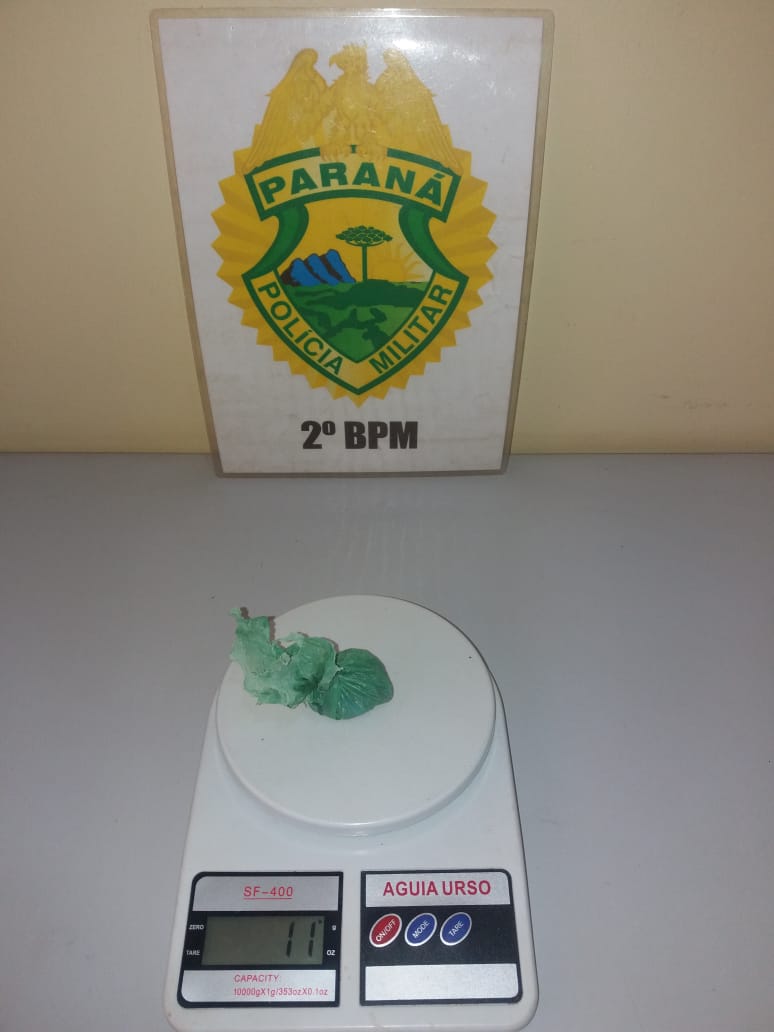 PARANÁ
POLÍCIA MILITAR
2º BPM
SF-400
ZERO
TARE
11
g
OZ
CAPACITY:
10000gX1g/353ozX0.1oz
AGUIA URSO
ON/OFF
MODE
TARE